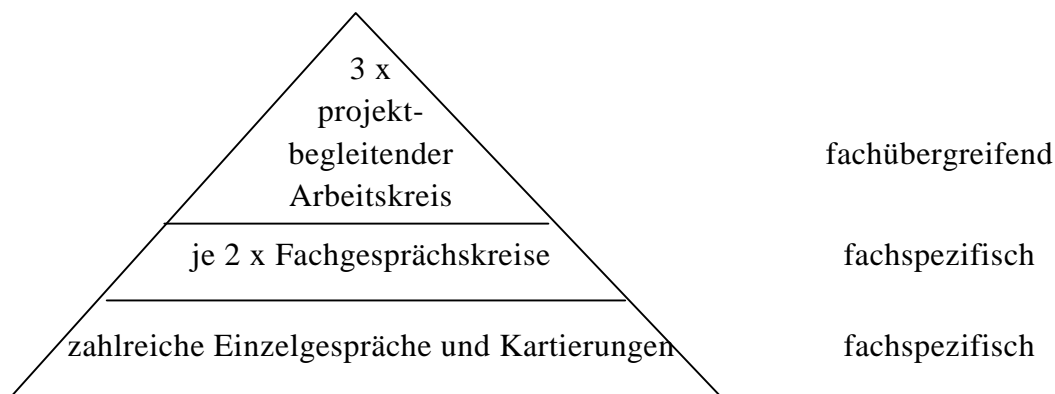 3 x
projekt-
begleitender
Arbeitskreis
fachübergreifend
je 2 x Fachgesprächskreise
fachspezifisch
zahlreiche Einzelgespräche und Kartierungen
fachspezifisch